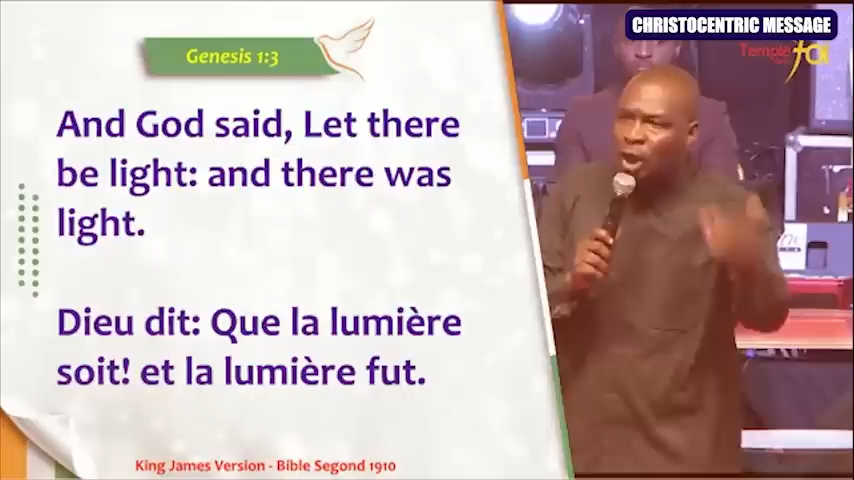 CHRISTOCENTRIC MESSAGE
Temple
foi
Genesis 1:3
And God said, Let there
be light: and there was
light.
Dieu dit: Que la lumière
soit! et la lumière fut.
King James Version - Bible Segond 1910